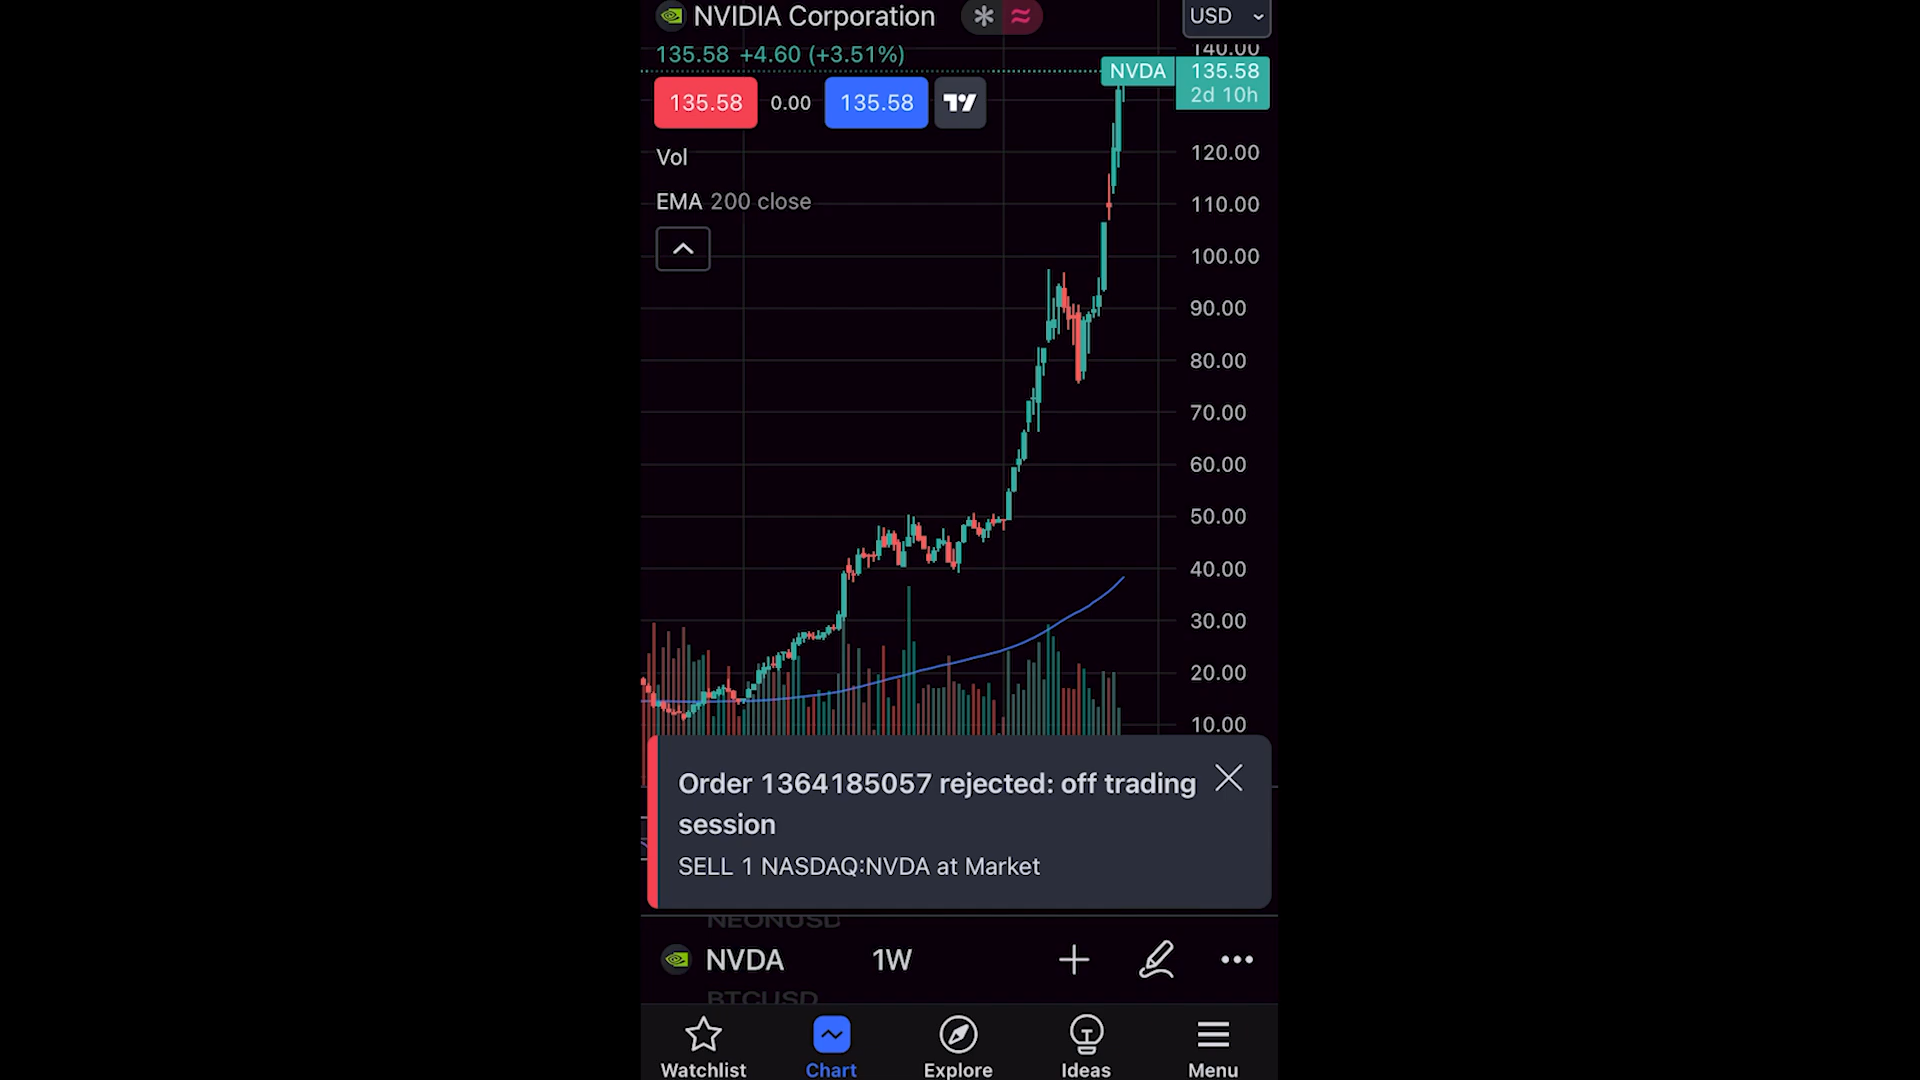 NVIDIA Corporation
USD
135.58 +4.60 (+3.51%)
140.00
NVDA 135.58
2d 10h
135.58 0.00 135.58
Vol
120.00
EMA 200 close
110.00
100.00
90.00
80.00
70.00
60.00
50.00
40.00
30.00
20.00
10.00
Order 1364185057 rejected: off trading
session
SELL 1 NASDAQ:NVDA at Market
NEONUSD
NVDA 1W
BTCUSD
Watchlist Chart Explore Ideas Menu